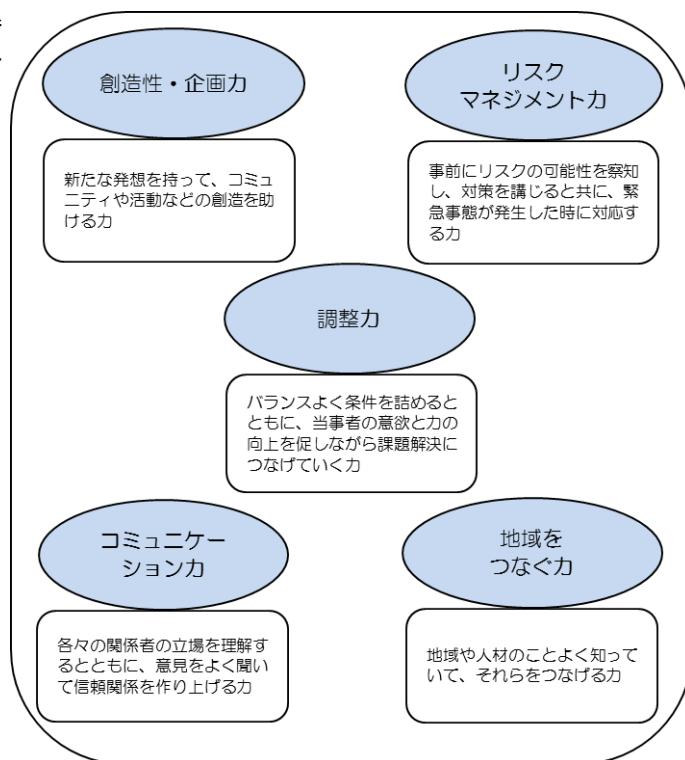 創造性・企画力
新たな発想を持って、コミュ
ニティや活動などの創造を助
ける力
リスク
マネジメント力
事前にリスクの可能性を察知
し、対策を講じると共に、緊
急事態が発生した時に対応す
る力
調整力
バランスよく条件を詰めると
ともに、当事者の意欲と力の
向上を促しながら課題解決に
つなげていく力
コミュニケー
ション力
各々の関係者の立場を理解す
るとともに、意見をよく聞い
て信頼関係を作り上げる力
地域を
つなぐ力
地域や人材のことよく知って
いて、それらをつなげる力